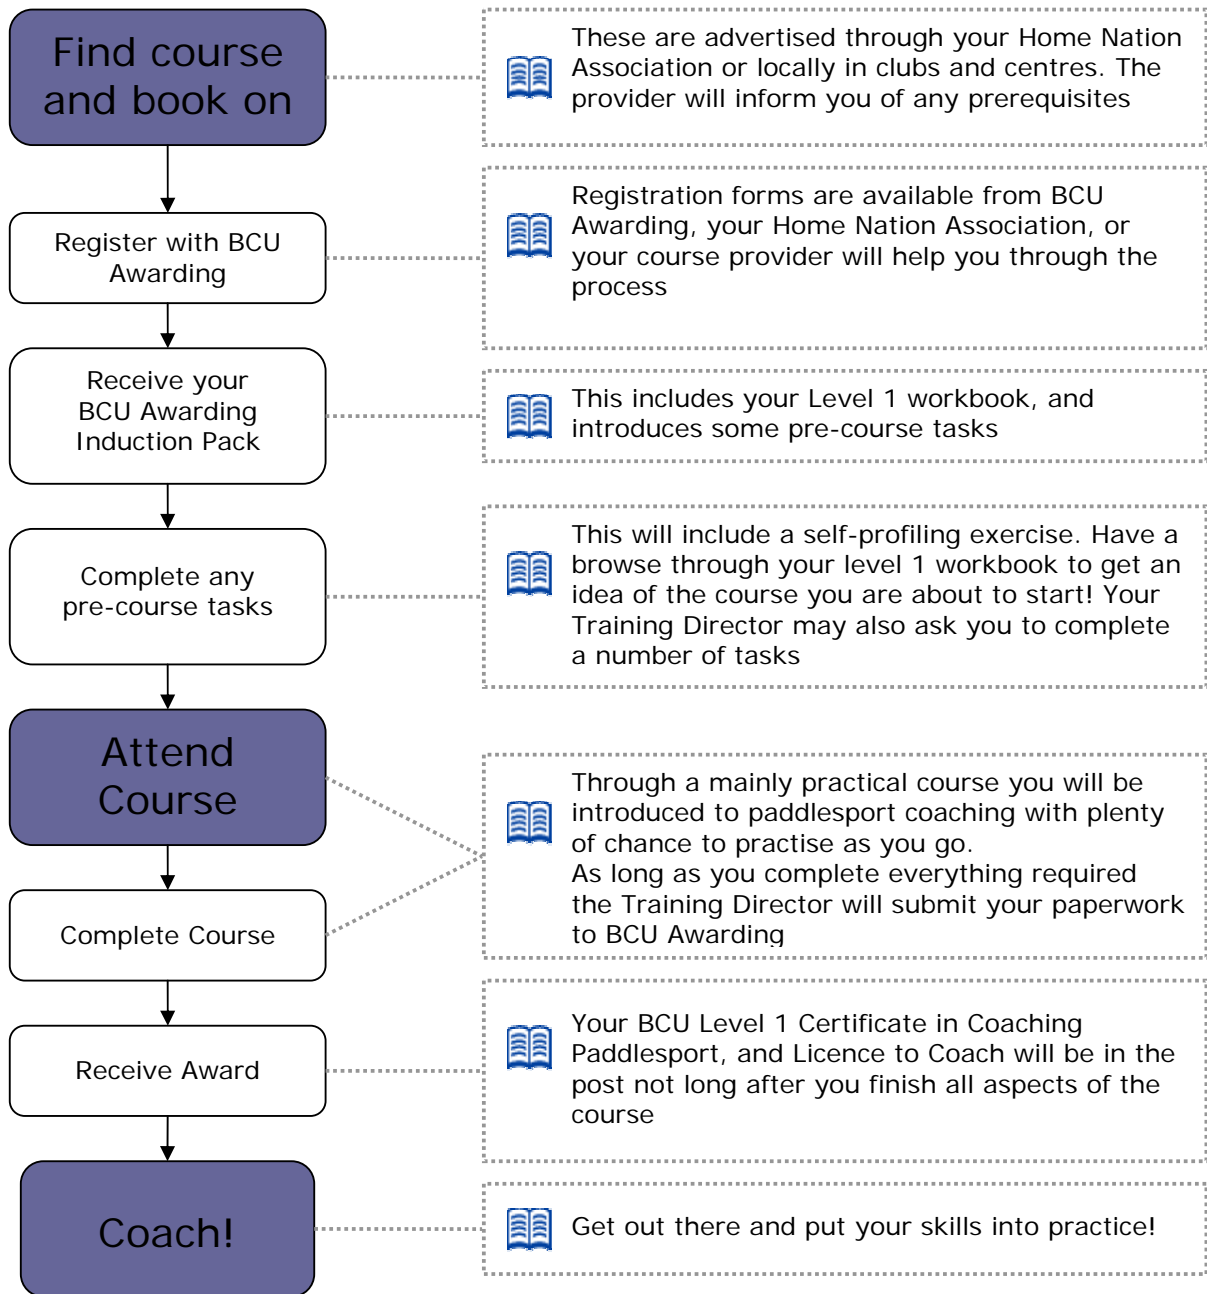 Find course
and book on
These are advertised through your Home Nation
Association or locally in clubs and centres. The
provider will inform you of any prerequisites
Register with BCU
Awarding
Registration forms are available from BCU
Awarding, your Home Nation Association, or
your course provider will help you through the
process
Receive your
BCU Awarding
Induction Pack
This includes your Level 1 workbook, and
introduces some pre-course tasks
Complete any
pre-course tasks
This will include a self-profiling exercise. Have a
browse through your level 1 workbook to get an
idea of the course you are about to start! Your
Training Director may also ask you to complete
a number of tasks
Attend
Course
Complete Course
Through a mainly practical course you will be
introduced to paddlesport coaching with plenty
of chance to practise as you go.
As long as you complete everything required
the Training Director will submit your paperwork
to BCU Awarding
Receive Award
Your BCU Level 1 Certificate in Coaching
Paddlesport, and Licence to Coach will be in the
post not long after you finish all aspects of the
course
Coach!
Get out there and put your skills into practice!